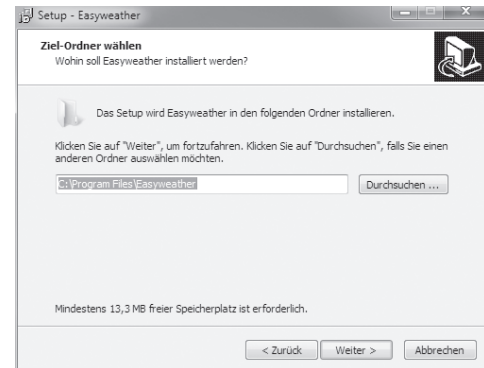 Setup - Easyweather
Ziel-Ordner wählen
Wohin soll Easyweather installiert werden?
Das Setup wird Easyweather in den folgenden Ordner installieren.
Klicken Sie auf "Weiter", um fortzufahren. Klicken Sie auf "Durchsuchen", falls Sie einen
anderen Ordner auswählen möchten.
C:\Program Files\Easyweather
Durchsuchen ...
Mindestens 13,3 MB freier Speicherplatz ist erforderlich.
< Zurück Weiter > Abbrechen